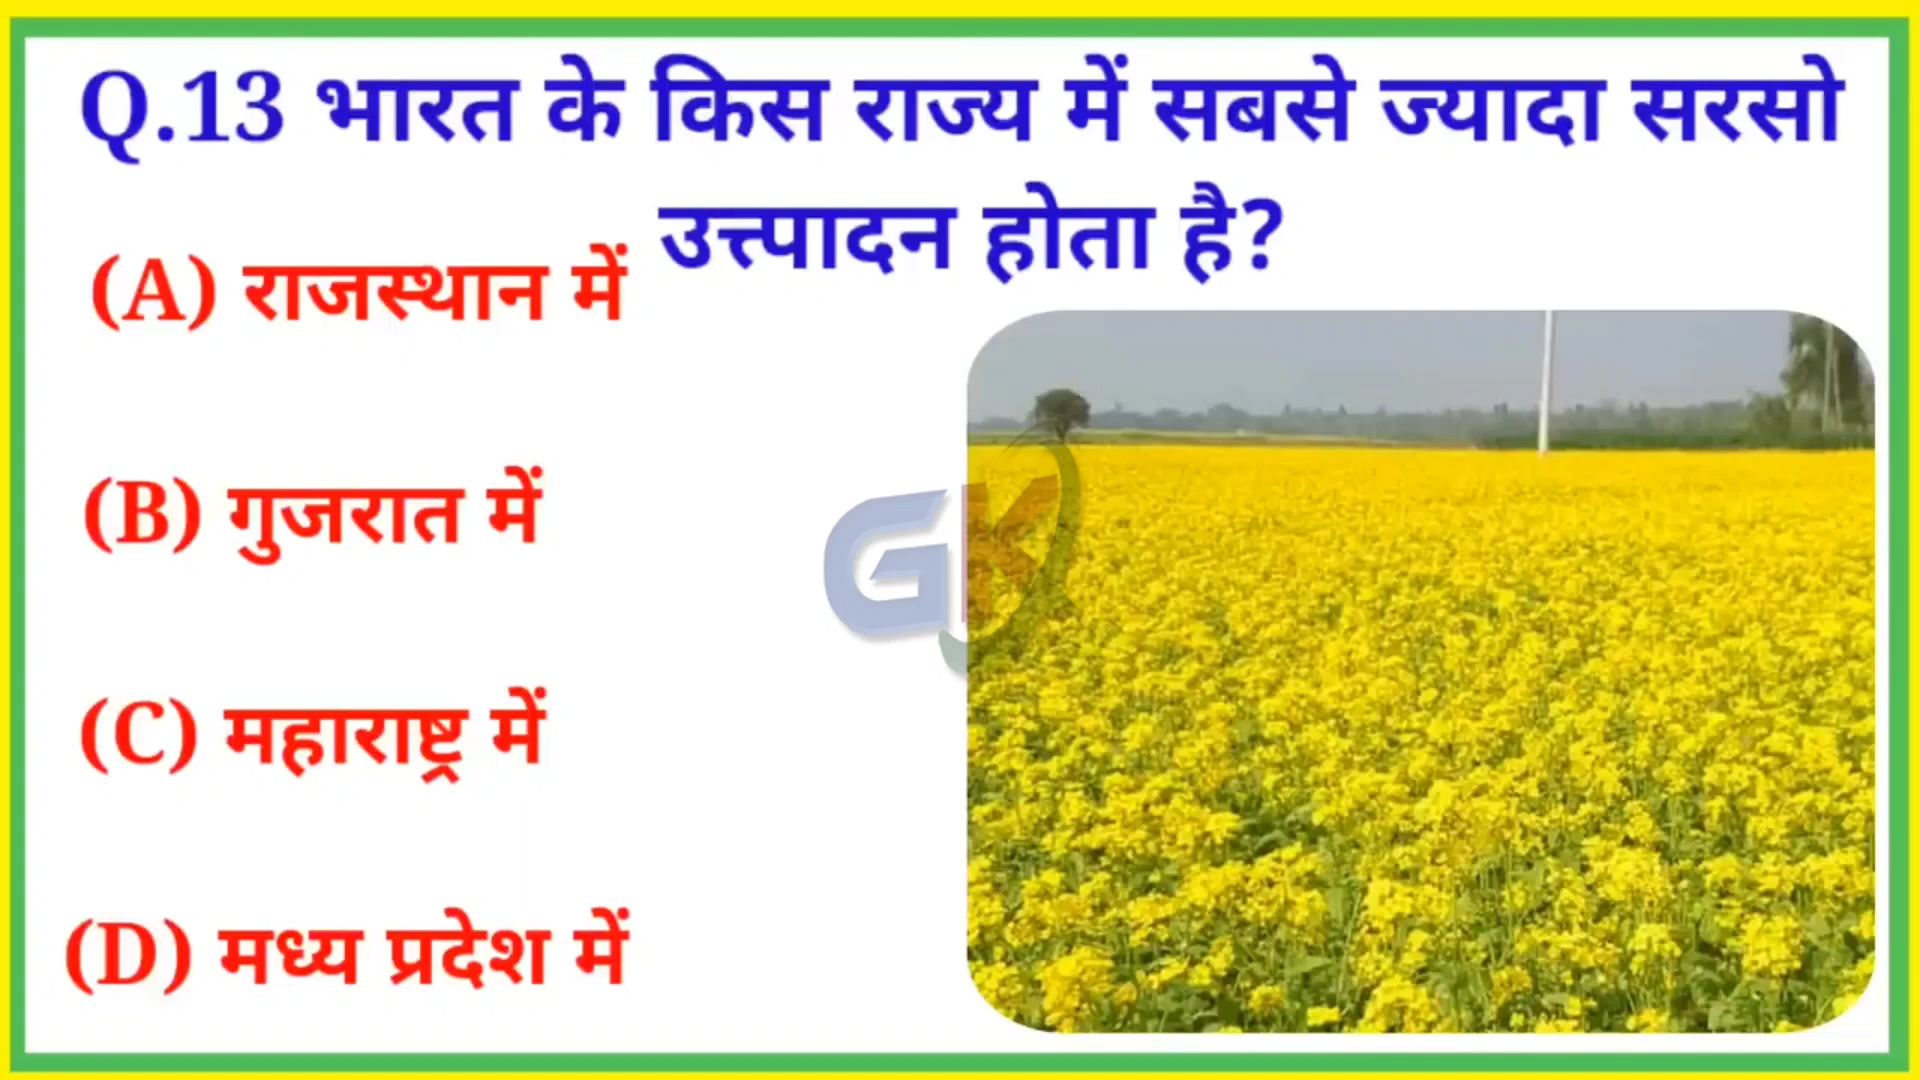 Q.13 भारत के किस राज्य में सबसे ज्यादा सरसो
उत्त्पादन होता है?
(A) राजस्थान में
(B) गुजरात में
(C) महाराष्ट्र में
(D) मध्य प्रदेश में
GK